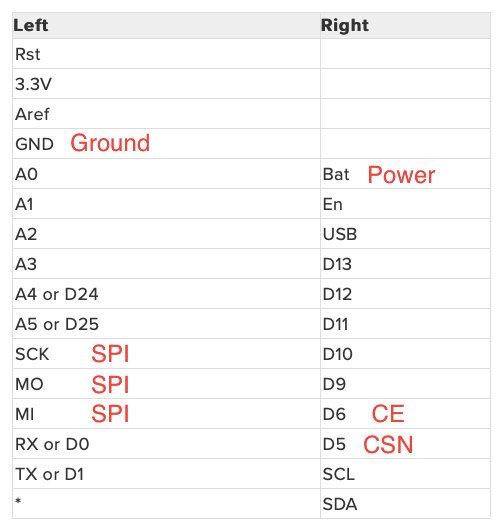 Left Right
Rst
3.3V
Aref
GND Ground
A0 Bat Power
A1 En
A2 USB
A3 D13
A4 or D24 D12
A5 or D25 D11
SCK SPI D10
MO SPI D9
MI SPI D6 CE
RX or D0 D5 CSN
TX or D1 SCL
* SDA